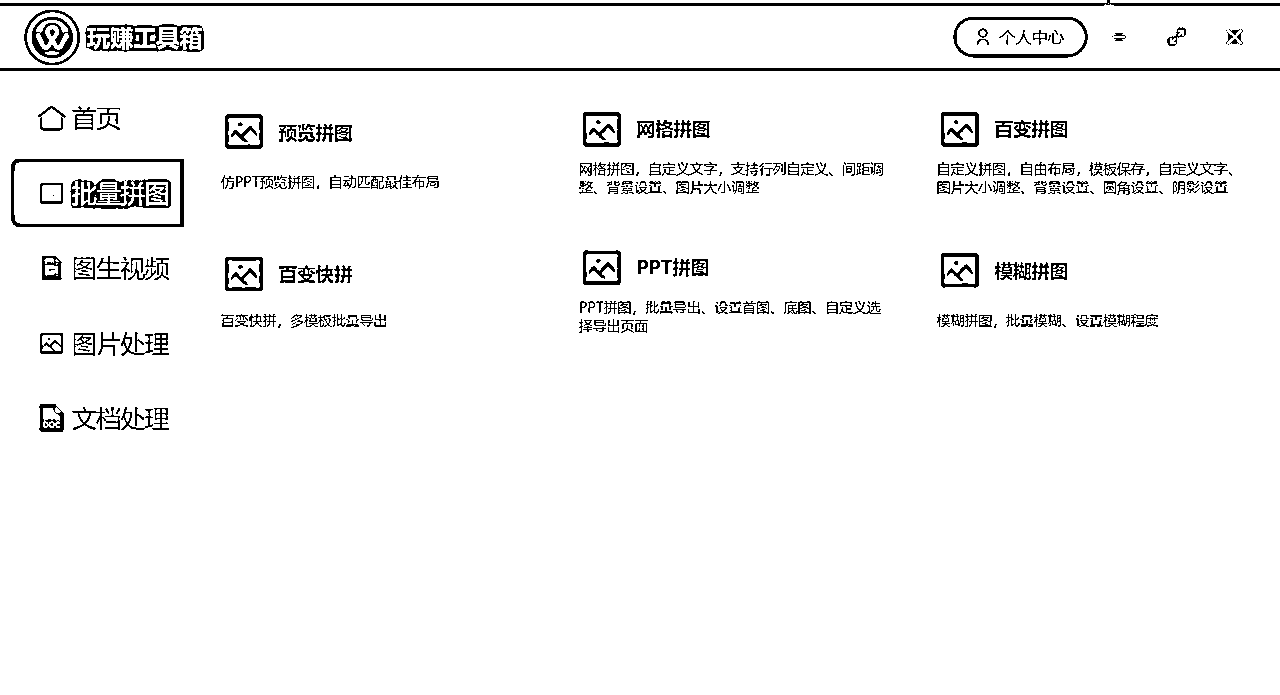 玩赚工具箱
个人中心
首页
批量拼图
图生视频
图片处理
文档处理
预览拼图
仿PPT预览拼图，自动匹配最佳布局
网格拼图
网格拼图，自定义文字，支持行列自定义、间距调
整、背景设置、图片大小调整
百变拼图
自定义拼图，自由布局，模板保存，自定义文字、
图片大小调整、背景设置、圆角设置、阴影设置
百变快拼
百变快拼，多模板批量导出
PPT拼图
PPT拼图，批量导出、设置首图、底图、自定义选
择导出页面
模糊拼图
模糊拼图，批量模糊、设置模糊程度